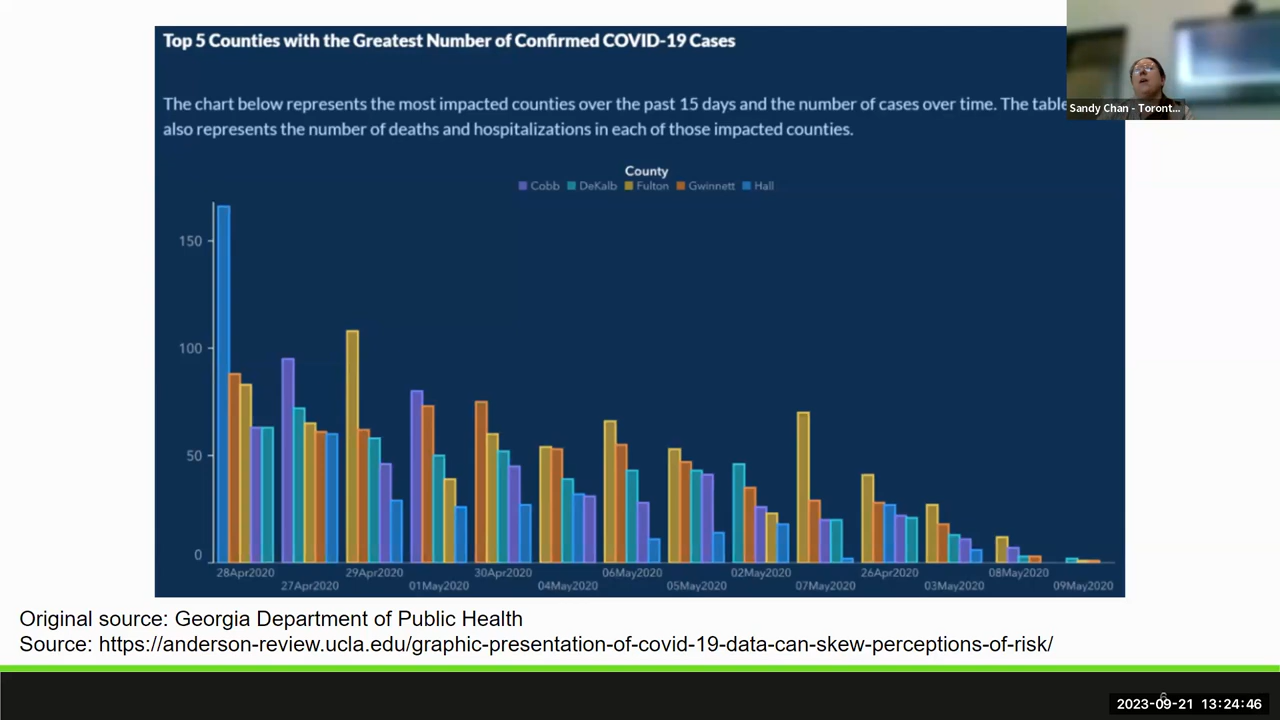 Top 5 Counties with the Greatest Number of Confirmed COVID-19 Cases
The chart below represents the most impacted counties over the past 15 days and the number of cases over time. The table
also represents the number of deaths and hospitalizations in each of those impacted counties.
Sandy Chan - Toront...
County
Cobb DeKalb Fulton Gwinnett Hall
150
100
50
0
28Apr2020 29Apr2020 30Apr2020 06May2020 02May2020 26Apr2020 08May2020
27Apr2020 01May2020 04May2020 05May2020 07May2020 03May2020 09May2020
Original source: Georgia Department of Public Health
Source: https://anderson-review.ucla.edu/graphic-presentation-of-covid-19-data-can-skew-perceptions-of-risk/
6
2023-09-21 13:24:46